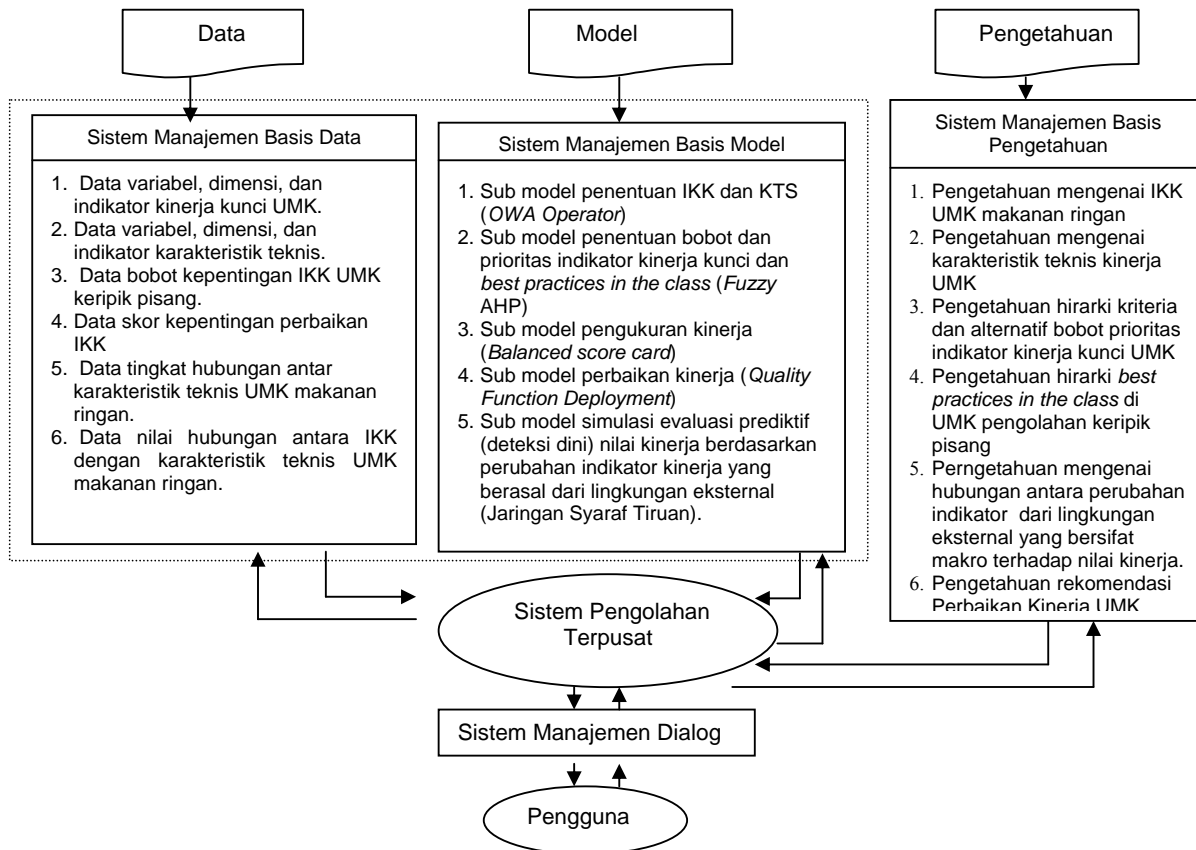 Data
Model
Pengetahuan
Sistem Manajemen Basis Data
1. Data variabel, dimensi, dan
indikator kinerja kunci UMK.
2. Data variabel, dimensi, dan
indikator karakteristik teknis.
3. Data bobot kepentingan IKK UMK
keripik pisang.
4. Data skor kepentingan perbaikan
IKK
5. Data tingkat hubungan antar
karakteristik teknis UMK makanan
ringan.
6. Data nilai hubungan antara IKK
dengan karakteristik teknis UMK
makanan ringan.
Sistem Manajemen Basis Model
1. Sub model penentuan IKK dan KTS
(OWA Operator)
2. Sub model penentuan bobot dan
prioritas indikator kinerja kunci dan
best practices in the class (Fuzzy
AHP)
3. Sub model pengukuran kinerja
(Balanced score card)
4. Sub model perbaikan kinerja (Quality
Function Deployment)
5. Sub model simulasi evaluasi prediktif
(deteksi dini) nilai kinerja berdasarkan
perubahan indikator kinerja yang
berasal dari lingkungan eksternal
(Jaringan Syaraf Tiruan).
Sistem Manajemen Basis
Pengetahuan
1. Pengetahuan mengenai IKK
UMK makanan ringan
2. Pengetahuan mengenai
karakteristik teknis kinerja
UMK
3. Pengetahuan hirarki kriteria
dan alternatif bobot prioritas
indikator kinerja kunci UMK
4. Pengetahuan hirarki best
practices in the class di
UMK pengolahan keripik
pisang
5. Perngetahuan mengenai
hubungan antara perubahan
indikator dari lingkungan
eksternal yang bersifat
makro terhadap nilai kinerja.
6. Pengetahuan rekomendasi
Perbaikan Kinerja UMK
Sistem Pengolahan
Terpusat
Sistem Manajemen Dialog
Pengguna